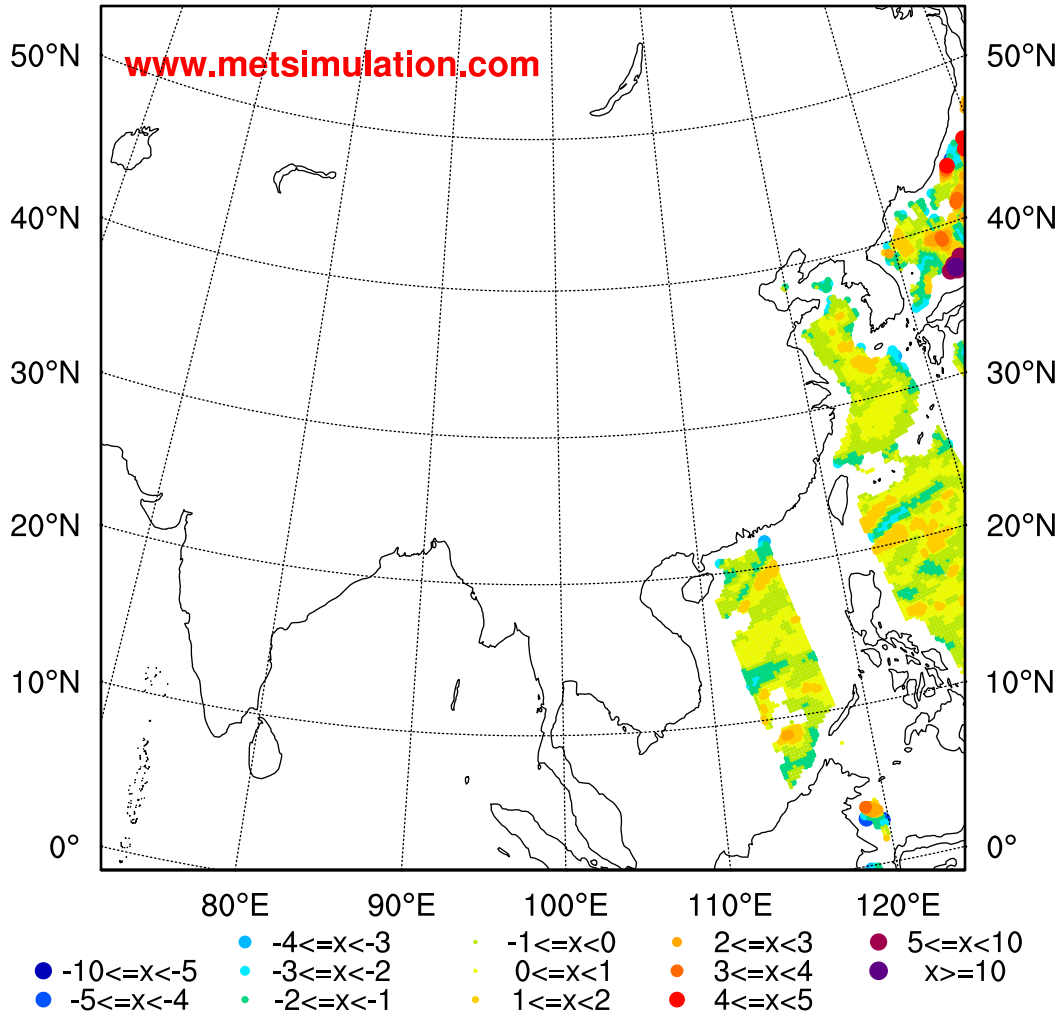 50°N 50°N
www.metsimulation.com
40°N 40°N
30°N 30°N
20°N 20°N
10°N 10°N
0° 0°
80°E 90°E 100°E 110°E 120°E
-4<=x<-3 -1<=x<0 2<=x<3 5<=x<10
-10<=x<-5 -3<=x<-2 0<=x<1 3<=x<4 x>=10
-5<=x<-4 -2<=x<-1 1<=x<2 4<=x<5